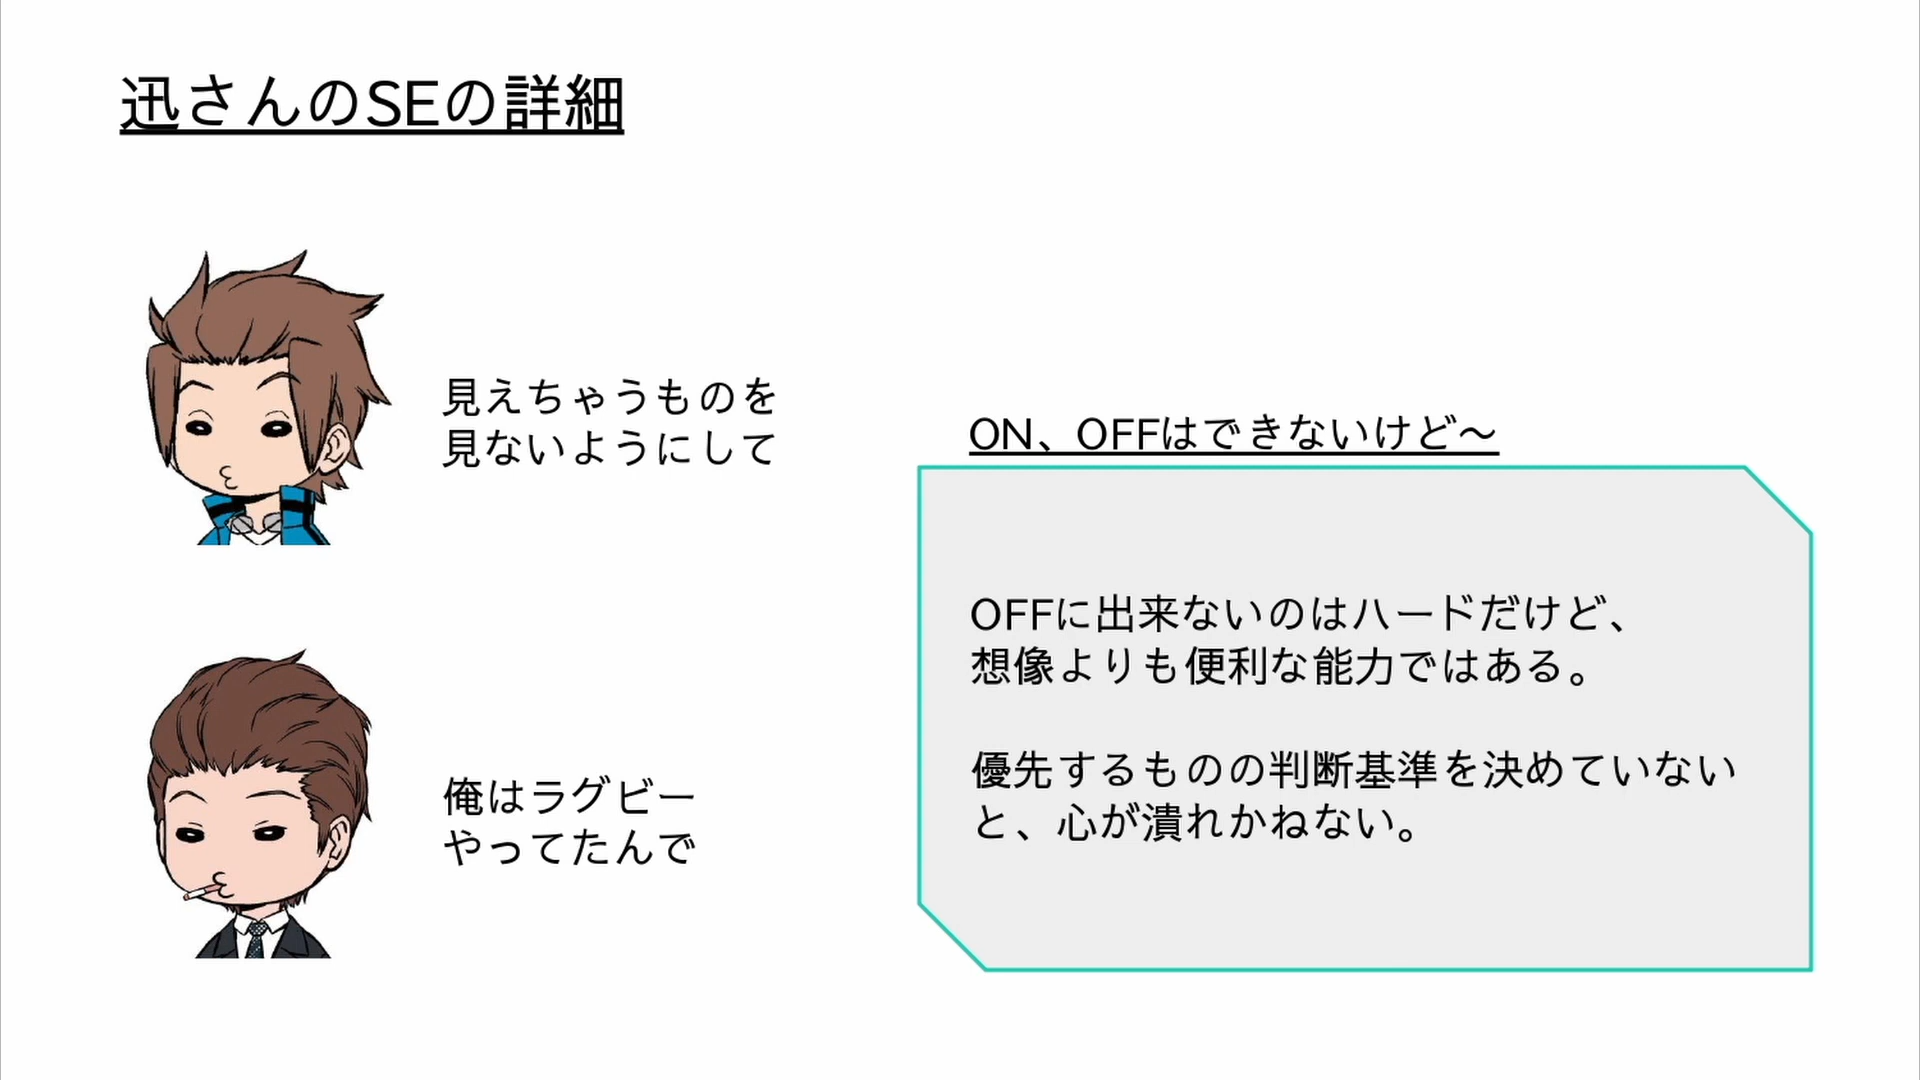 迅さんのSEの詳細
見えちゃうものを
見ないようにして
俺はラグビー
やってたんで
ON、OFFはできないけど～
OFFに出来ないのはハードだけど、
想像よりも便利な能力ではある。
優先するものの判断基準を決めていない
と、心が潰れかねない。